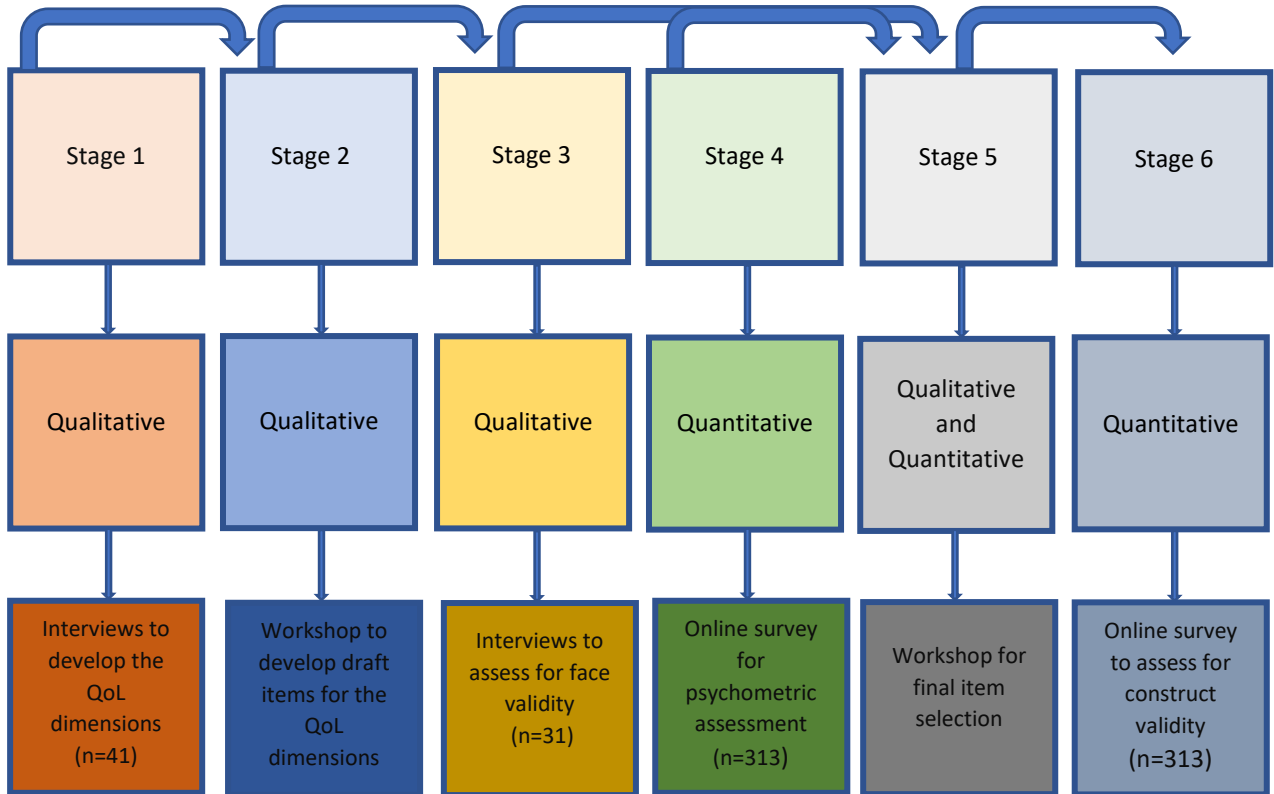 Stage 1
Stage 2
Stage 3
Stage 4
Stage 5
Stage 6
Qualitative
Qualitative
Qualitative
Quantitative
Qualitative
and
Quantitative
Quantitative
Interviews to
develop the
QoL
dimensions
(n=41)
Workshop to
develop draft
items for the
QoL
dimensions
Interviews to
assess for face
validity
(n=31)
Online survey
for
psychometric
assessment
(n=313)
Workshop for
final item
selection
Online survey
to assess for
construct
validity
(n=313)